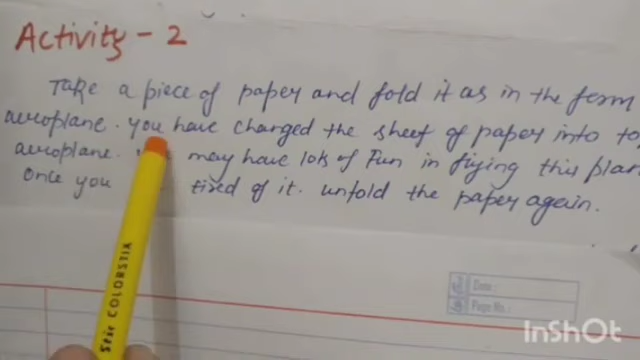 Activity - 2
Take a piece of paper and fold it as in the form
aeroplane. you have changed the sheet of paper into to
aeroplane. may have lots of Fun in flying this plan
Once you tired of it. unfold the paper again.
Date:
Page No.:
Stic COLORSTIX
InShOt